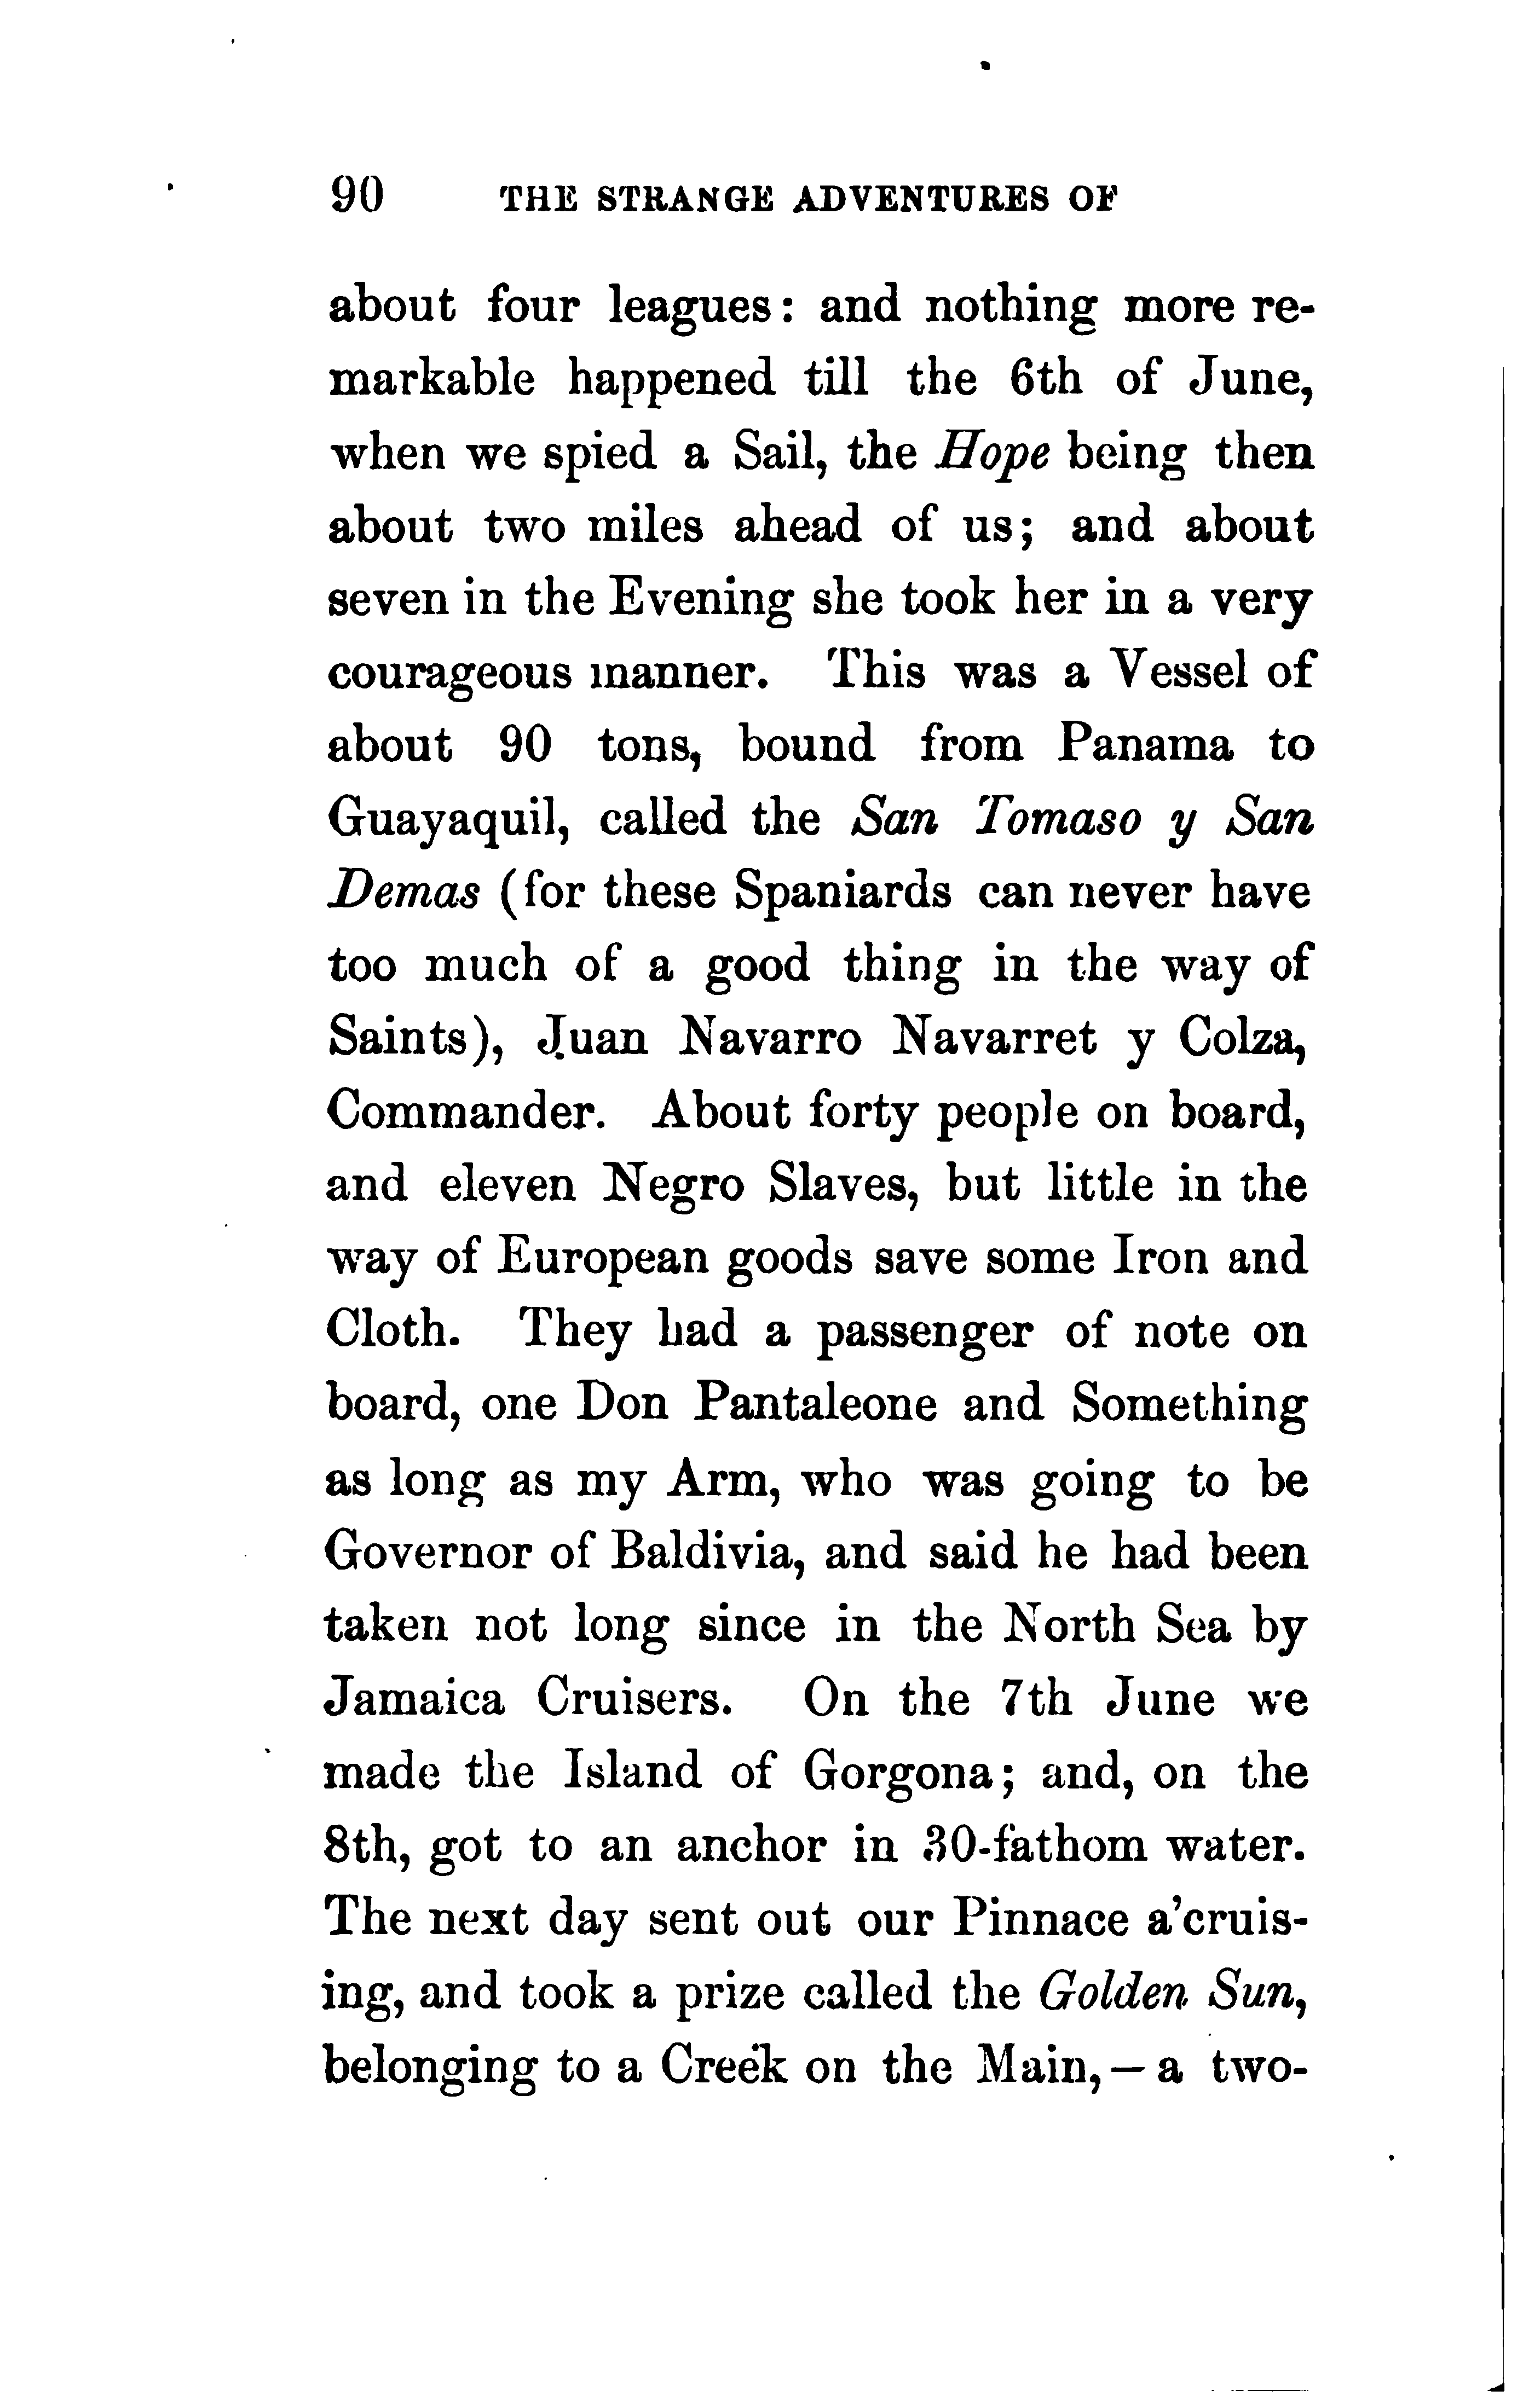 90 THE STRANGE ADVENTURES OF
about four leagues: and nothing more re-
markable happened till the 6th of June,
when we spied a Sail, the Hope being then
about two miles ahead of us; and about
seven in the Evening she took her in a very
courageous manner. This was a Vessel of
about 90 tons, bound from Panama to
Guayaquil, called the San Tomaso y San
Demas (for these Spaniards can never have
too much of a good thing in the way of
Saints), Juan Navarro Navarret y Colza,
Commander. About forty people on board,
and eleven Negro Slaves, but little in the
way of European goods save some Iron and
Cloth. They had a passenger of note on
board, one Don Pantaleone and Something
as long as my Arm, who was going to be
Governor of Baldivia, and said he had been
taken not long since in the North Sea by
Jamaica Cruisers. On the 7th June we
made the Island of Gorgona; and, on the
8th, got to an anchor in 30-fathom water.
The next day sent out our Pinnace a'cruis-
ing, and took a prize called the Golden Sun,
belonging to a Creek on the Main,—a two-